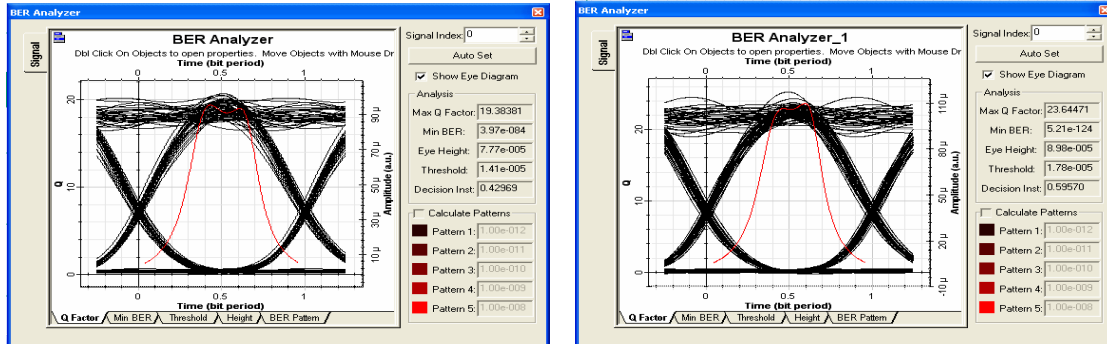 BER Analyzer
Signal
BER Analyzer
Dbl Click On Objects to open properties. Move Objects with Mouse Dr
Time (bit period)
0 0.5 1
Q
0 10 20
Amplitude (a.u.)
10 µ 30 µ 50 µ 70 µ 90 µ
0 0.5 1
Time (bit period)
Q Factor Min BER Threshold Height BER Pattern
Signal Index: 0
Auto Set
Show Eye Diagram
Analysis
Max Q Factor: 19.38381
Min BER: 3.97e-084
Eye Height: 7.77e-005
Threshold: 1.41e-005
Decision Inst: 0.42969
Calculate Patterns
Pattern 1: 1.00e-012
Pattern 2: 1.00e-011
Pattern 3: 1.00e-010
Pattern 4: 1.00e-009
Pattern 5: 1.00e-008
BER Analyzer
Signal
BER Analyzer_1
Dbl Click On Objects to open properties. Move Objects with Mouse Dr
Time (bit period)
0 0.5 1
Q
0 10 20
Amplitude (a.u.)
-10 µ 20 µ 50 µ 80 µ 110 µ
0 0.5 1
Time (bit period)
Q Factor Min BER Threshold Height BER Pattern
Signal Index: 0
Auto Set
Show Eye Diagram
Analysis
Max Q Factor: 23.64471
Min BER: 5.21e-124
Eye Height: 8.98e-005
Threshold: 1.78e-005
Decision Inst: 0.59570
Calculate Patterns
Pattern 1: 1.00e-012
Pattern 2: 1.00e-011
Pattern 3: 1.00e-010
Pattern 4: 1.00e-009
Pattern 5: 1.00e-008